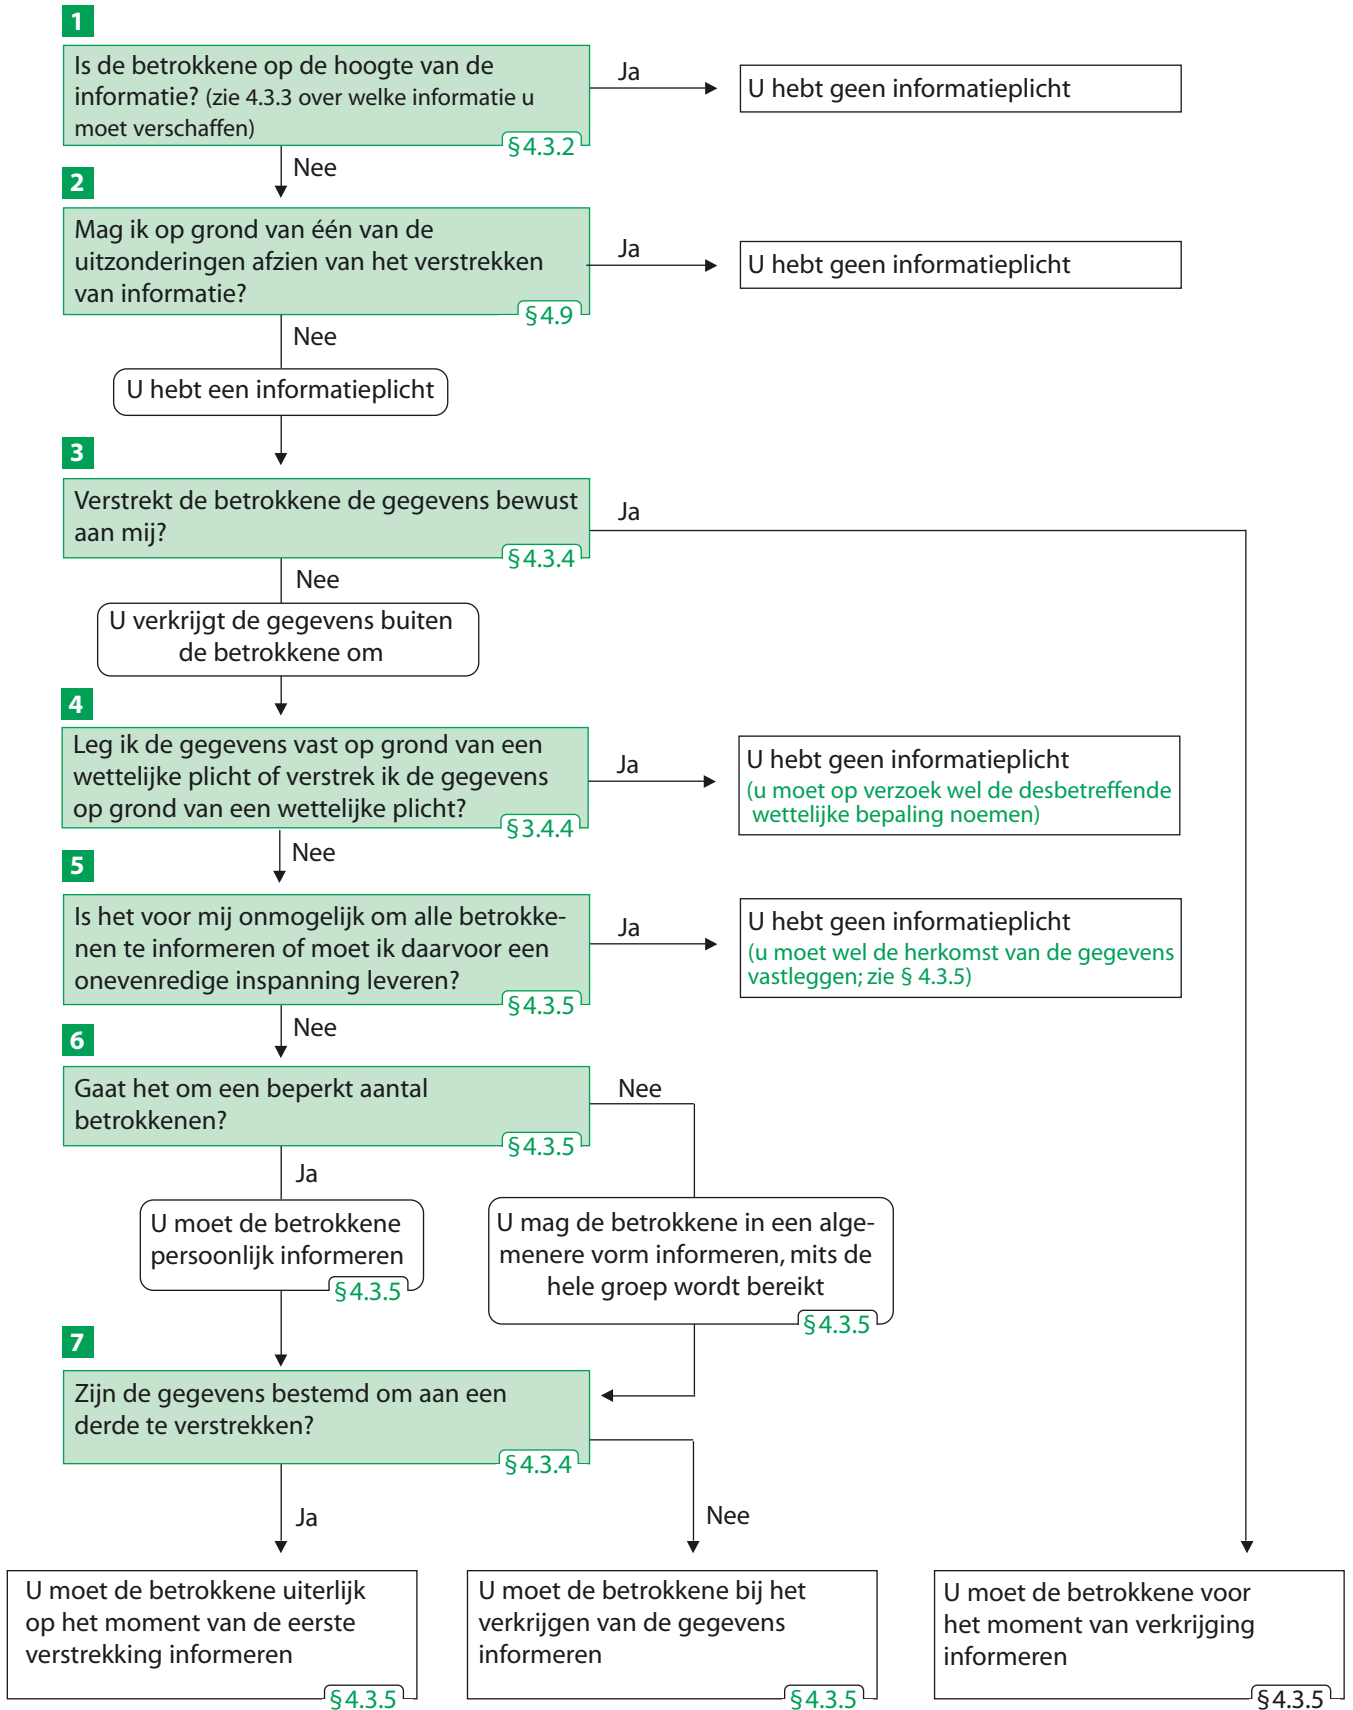 1
Is de betrokkene op de hoogte van de
informatie? (zie 4.3.3 over welke informatie u
moet verschaffen)
§4.3.2
Ja
U hebt geen informatieplicht
Nee
2
Mag ik op grond van één van de
uitzonderingen afzien van het verstrekken
van informatie?
§4.9
Ja
U hebt geen informatieplicht
Nee
U hebt een informatieplicht
3
Verstrekt de betrokkene de gegevens bewust
aan mij?
§4.3.4
Ja
Nee
U verkrijgt de gegevens buiten
de betrokkene om
4
Leg ik de gegevens vast op grond van een
wettelijke plicht of verstrek ik de gegevens
op grond van een wettelijke plicht?
§3.4.4
Ja
U hebt geen informatieplicht
(u moet op verzoek wel de desbetreffende
wettelijke bepaling noemen)
Nee
5
Is het voor mij onmogelijk om alle betrokke-
nen te informeren of moet ik daarvoor een
onevenredige inspanning leveren?
§4.3.5
Ja
U hebt geen informatieplicht
(u moet wel de herkomst van de gegevens
vastleggen; zie § 4.3.5)
Nee
6
Gaat het om een beperkt aantal
betrokkenen?
§4.3.5
Nee
Ja
U moet de betrokkene
persoonlijk informeren
§4.3.5
U mag de betrokkene in een alge-
menere vorm informeren, mits de
hele groep wordt bereikt
§4.3.5
7
Zijn de gegevens bestemd om aan een
derde te verstrekken?
§4.3.4
Ja
Nee
U moet de betrokkene uiterlijk
op het moment van de eerste
verstrekking informeren
§4.3.5
U moet de betrokkene bij het
verkrijgen van de gegevens
informeren
§4.3.5
U moet de betrokkene voor
het moment van verkrijging
informeren
§4.3.5